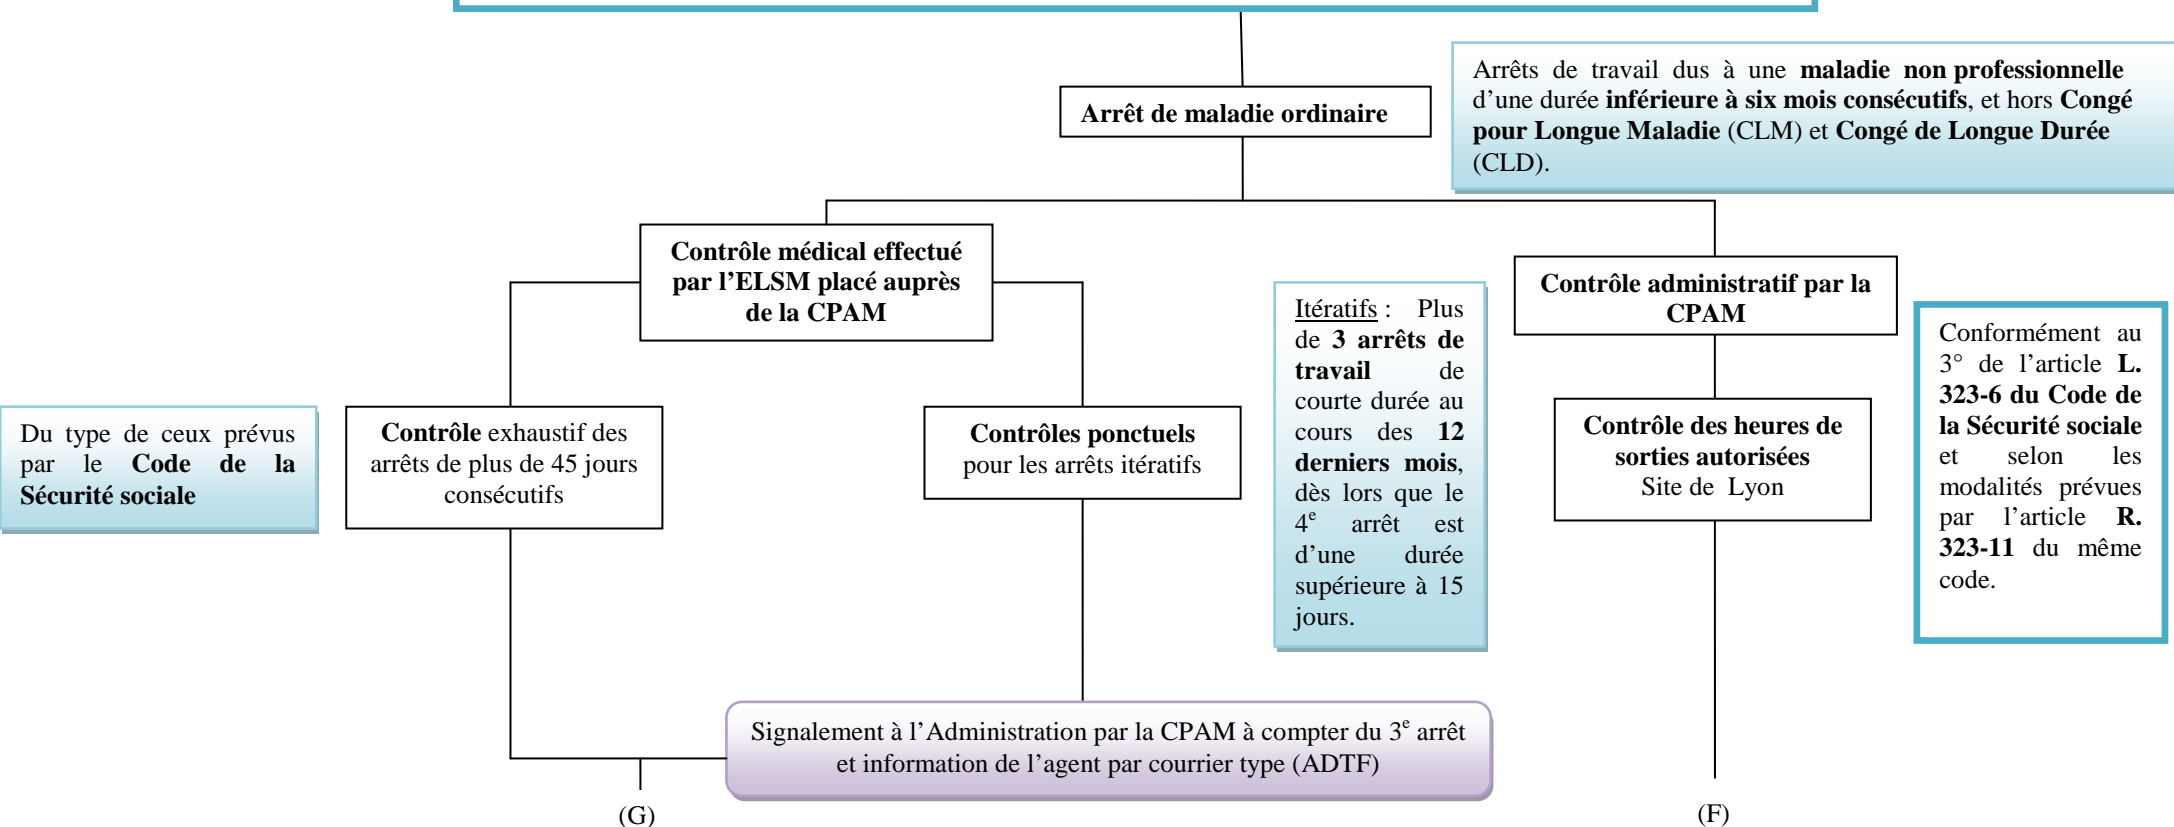 Arrêts de travail dus à une maladie non professionnelle
d’une durée inférieure à six mois consécutifs, et hors Congé
pour Longue Maladie (CLM) et Congé de Longue Durée
(CLD).
Arrêt de maladie ordinaire
Contrôle médical effectué
par l’ELSM placé auprès
de la CPAM
Contrôle administratif par la
CPAM
Itératifs : Plus
de 3 arrêts de
travail de
courte durée au
cours des 12
derniers mois,
dès lors que le
4e arrêt est
d’une durée
supérieure à 15
jours.
Conformément au
3° de l’article L.
323-6 du Code de
la Sécurité sociale
et selon les
modalités prévues
par l’article R.
323-11 du même
code.
Du type de ceux prévus
par le Code de la
Sécurité sociale
Contrôle exhaustif des
arrêts de plus de 45 jours
consécutifs
Contrôles ponctuels
pour les arrêts itératifs
Contrôle des heures de
sorties autorisées
Site de Lyon
Signalement à l’Administration par la CPAM à compter du 3e arrêt
et information de l’agent par courrier type (ADTF)
(G)
(F)